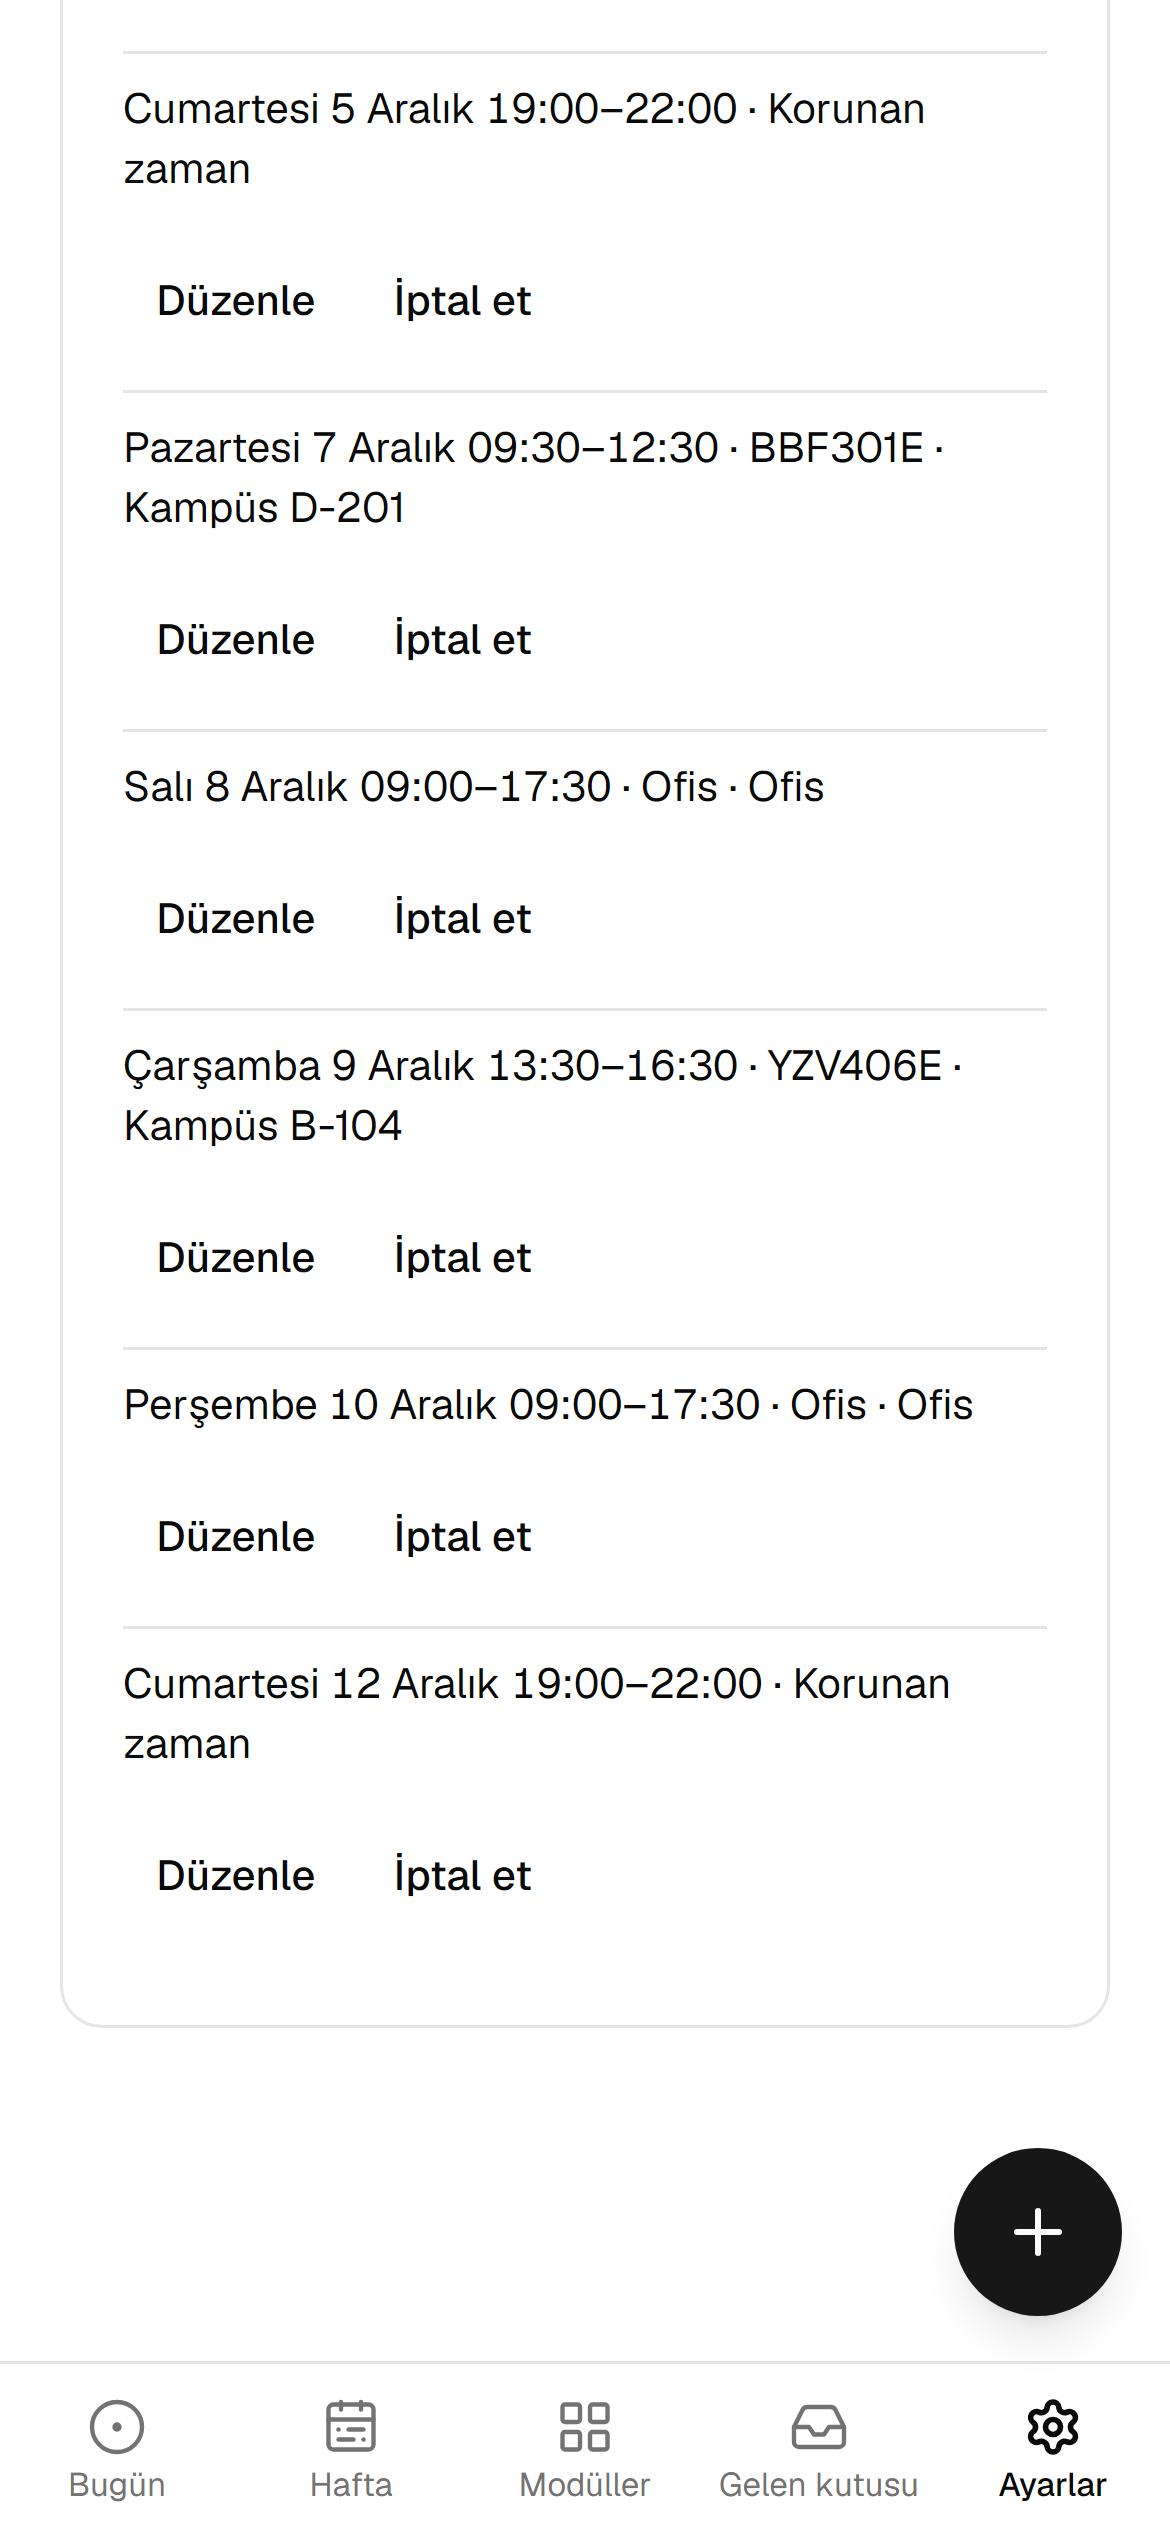 Cumartesi 5 Aralık 19:00–22:00 · Korunan
zaman
Düzenle İptal et
Pazartesi 7 Aralık 09:30–12:30 · BBF301E ·
Kampüs D-201
Düzenle İptal et
Salı 8 Aralık 09:00–17:30 · Ofis · Ofis
Düzenle İptal et
Çarşamba 9 Aralık 13:30–16:30 · YZV406E ·
Kampüs B-104
Düzenle İptal et
Perşembe 10 Aralık 09:00–17:30 · Ofis · Ofis
Düzenle İptal et
Cumartesi 12 Aralık 19:00–22:00 · Korunan
zaman
Düzenle İptal et
Bugün Hafta Modüller Gelen kutusu Ayarlar